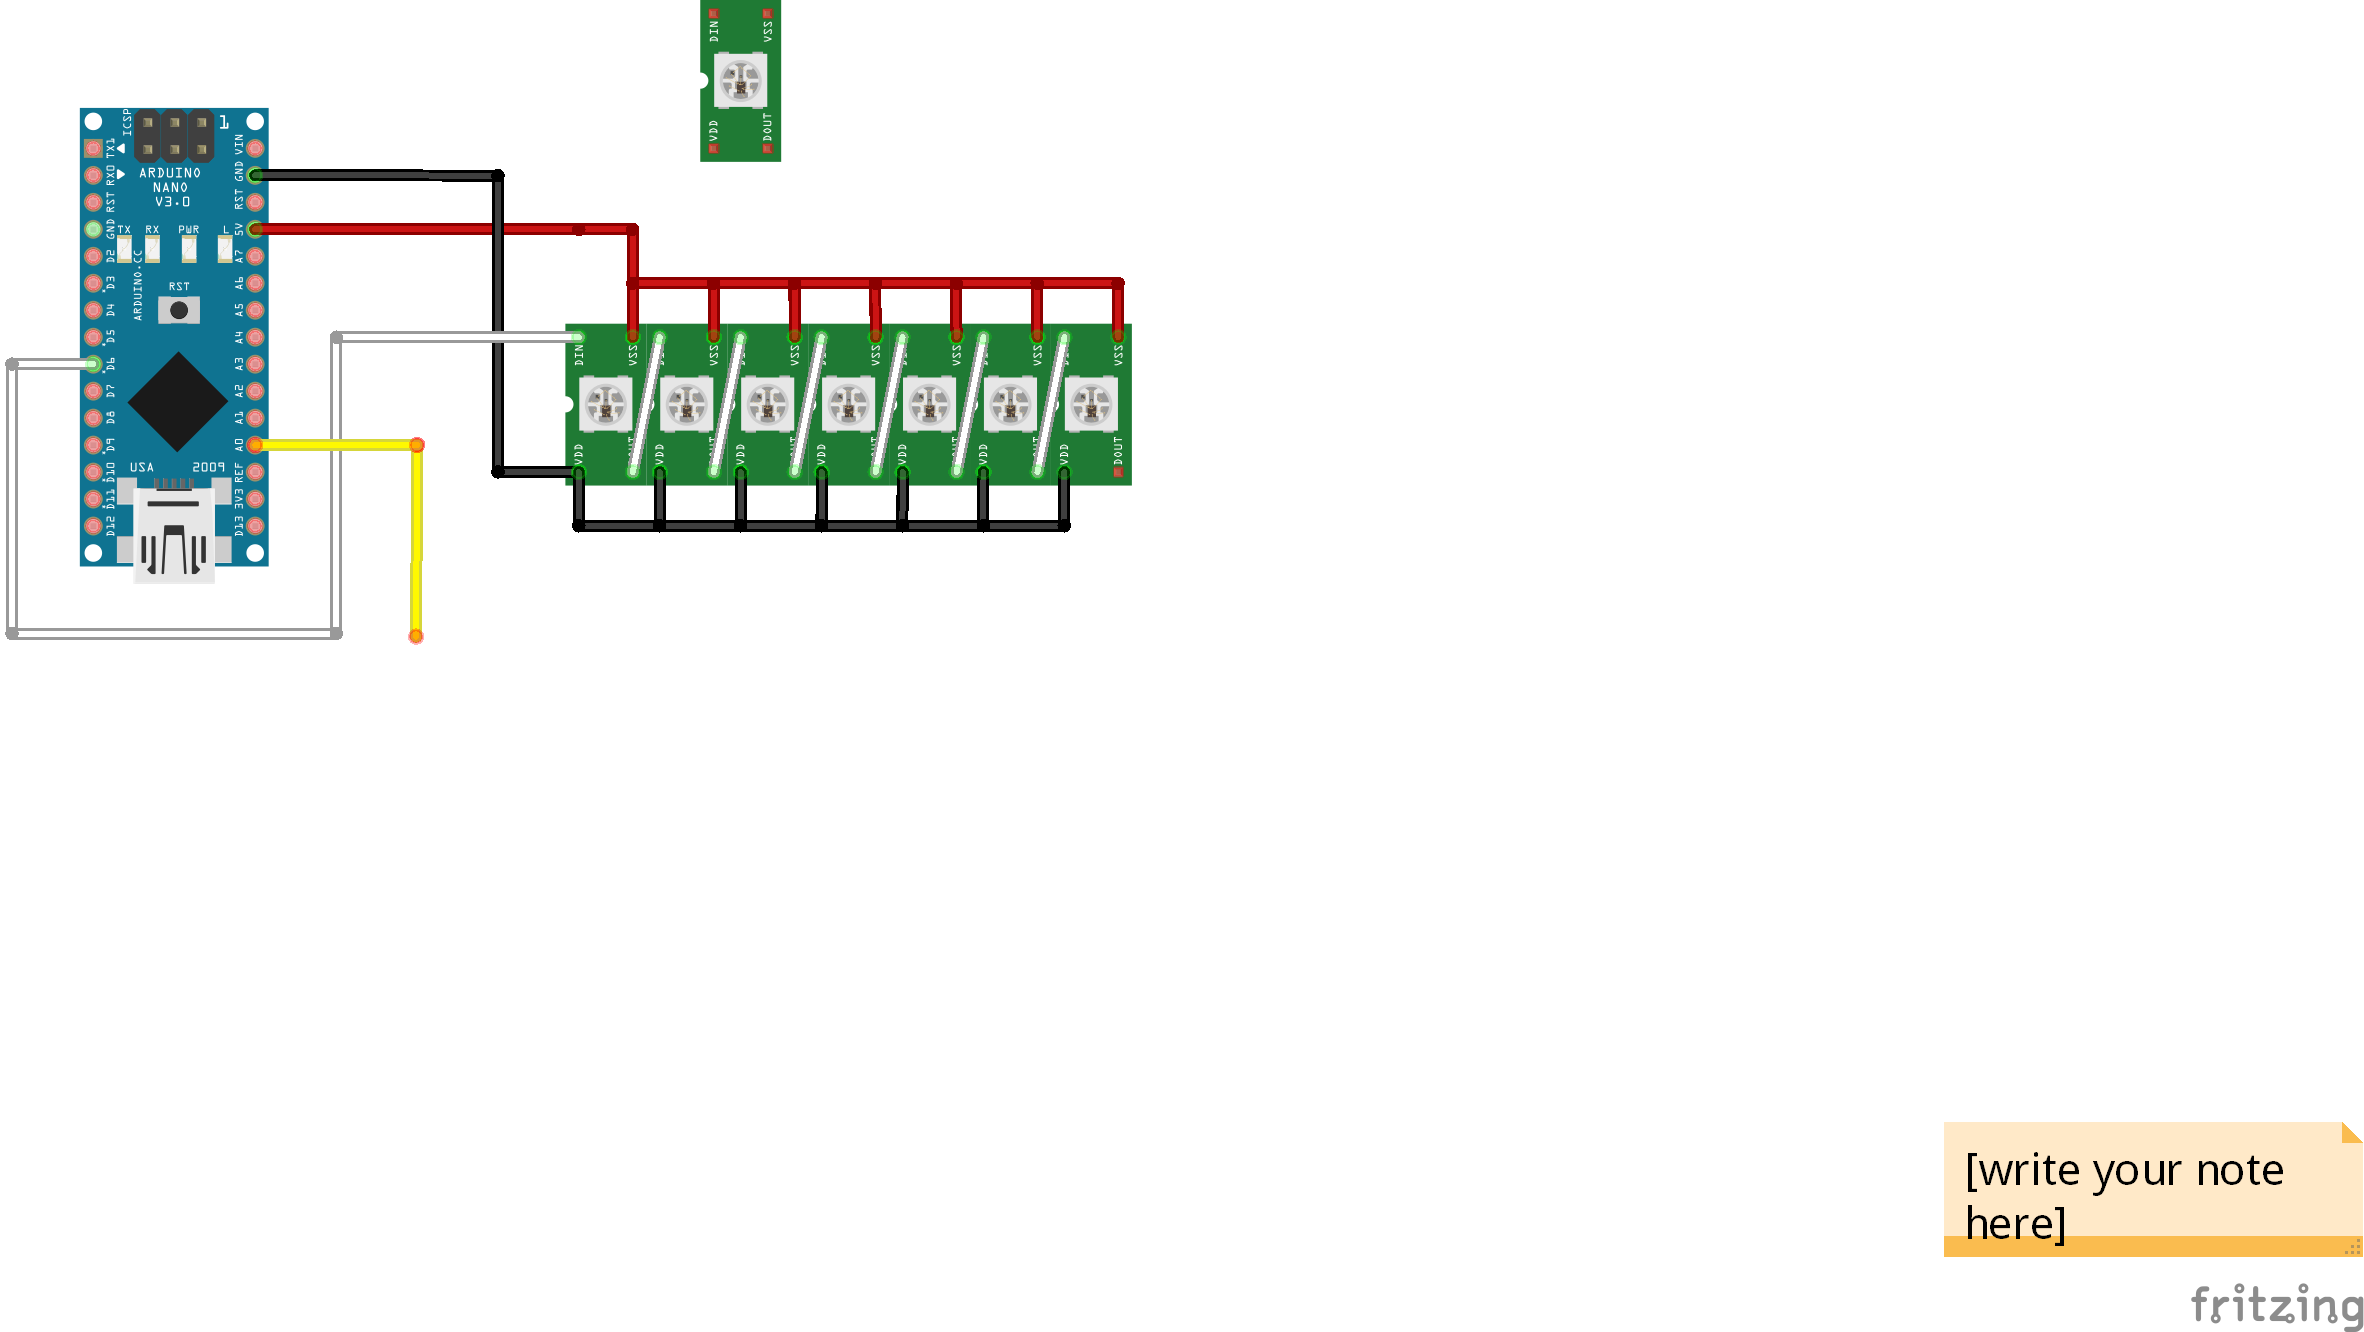 DIN
VSS
VDD
DOUT
ICSP
1
TX1
RX0
RST
GND
D2
D3
D4
D5
D6
D7
D8
D9
D10
D11
D12
VIN
GND
RST
5V
A7
A6
A5
A4
A3
A2
A1
A0
REF
3V3
D13
ARDUINO
NANO
V3.0
TX RX PWR L
ARDUINO.CC
RST
USA 2009
DIN VSS VSS VSS VSS VSS VSS VSS
VDD VDD VDD VDD VDD VDD VDD DOUT
[write your note
here]
fritzing